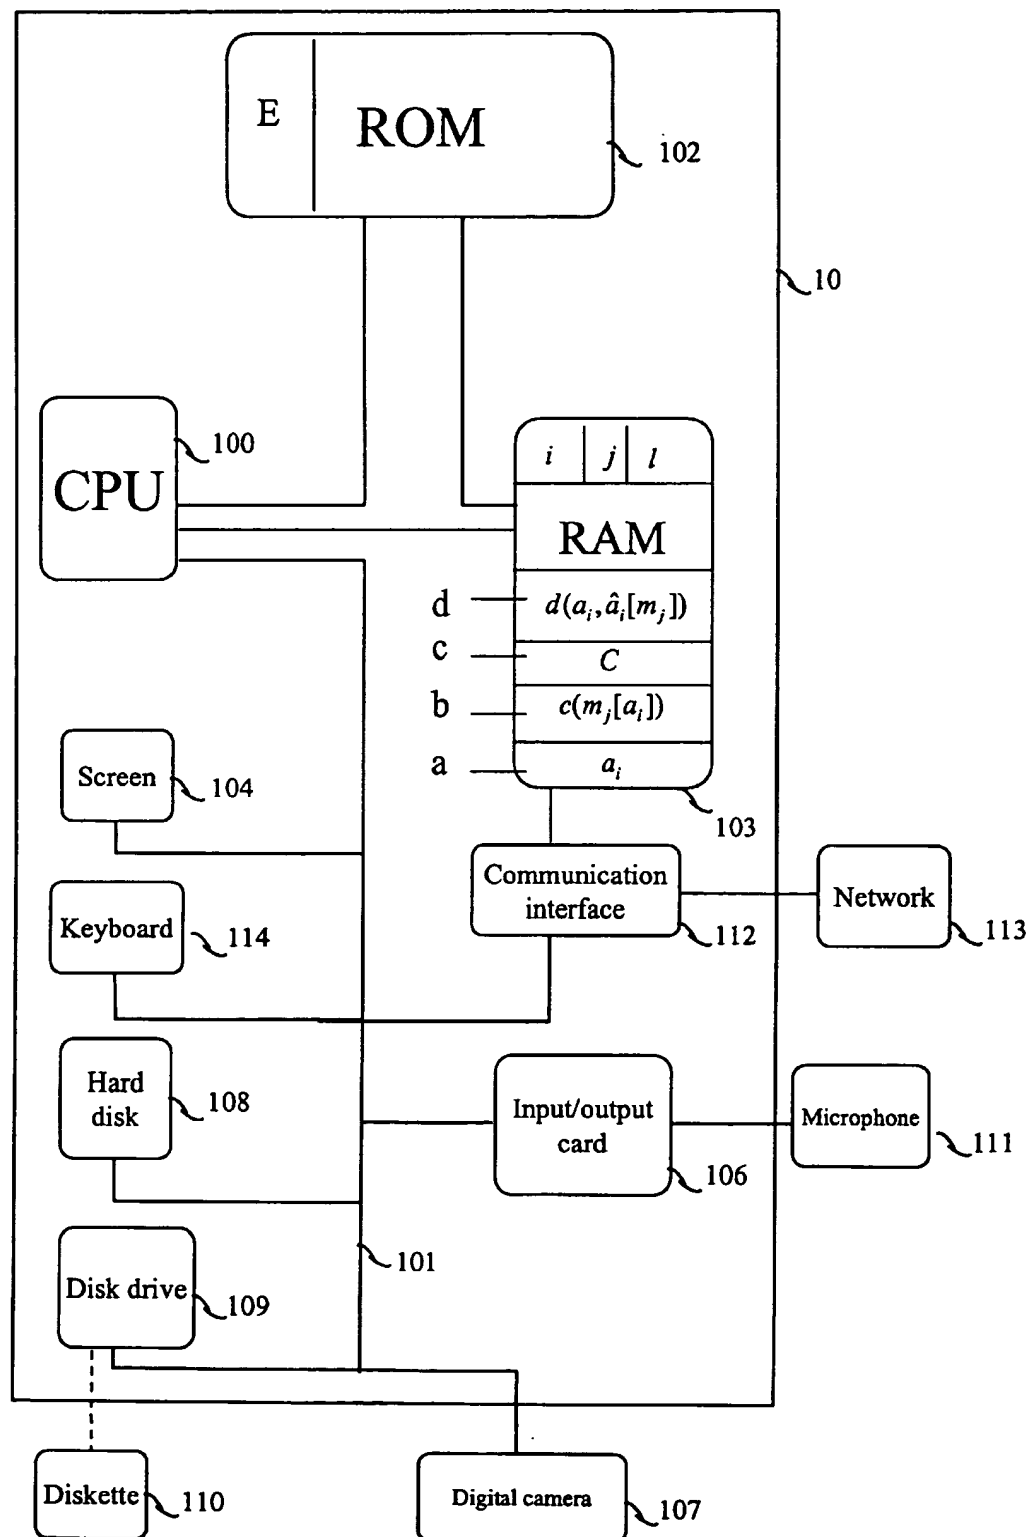 E
ROM
102
10
CPU
100
i j l
RAM
d d(a_i, â_i[m_j])
c C
b c(m_j[a_i])
a a_i
103
Screen
104
Communication
interface
112
Network
113
Keyboard
114
Hard
disk
108
Input/output
card
106
Microphone
111
101
Disk drive
109
Diskette
110
Digital camera
107